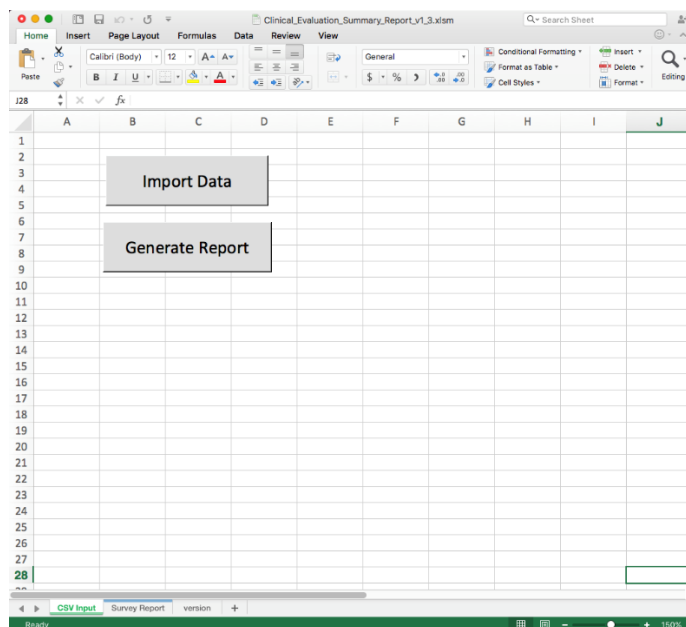 Clinical_Evaluation_Summary_Report_v1_3.xlsm
Search Sheet
Home Insert Page Layout Formulas Data Review View
Paste
Calibri (Body) 12 A A
B I U A
General
$ % )
Conditional Formatting
Format as Table
Cell Styles
Insert
Delete
Format
Editing
J28 fx
A B C D E F G H I J
1
2
3
4
5
6
7
8
9
10
11
12
13
14
15
16
17
18
19
20
21
22
23
24
25
26
27
28
Import Data
Generate Report
CSV Input Survey Report version +
Ready
150%